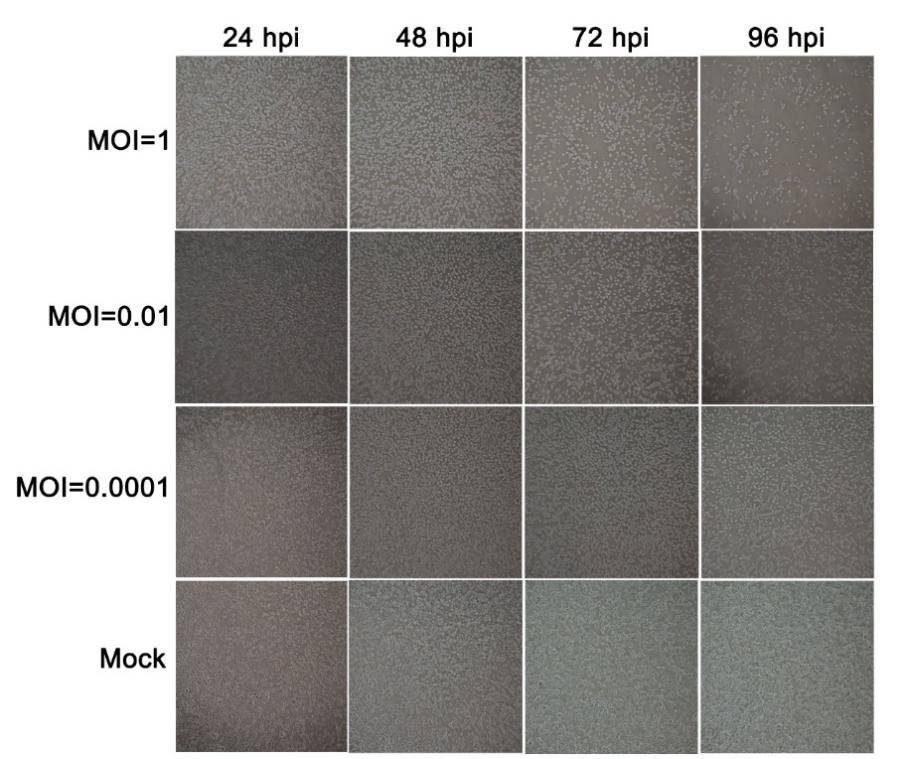 24 hpi 48 hpi 72 hpi 96 hpi
MOI=1
MOI=0.01
MOI=0.0001
Mock